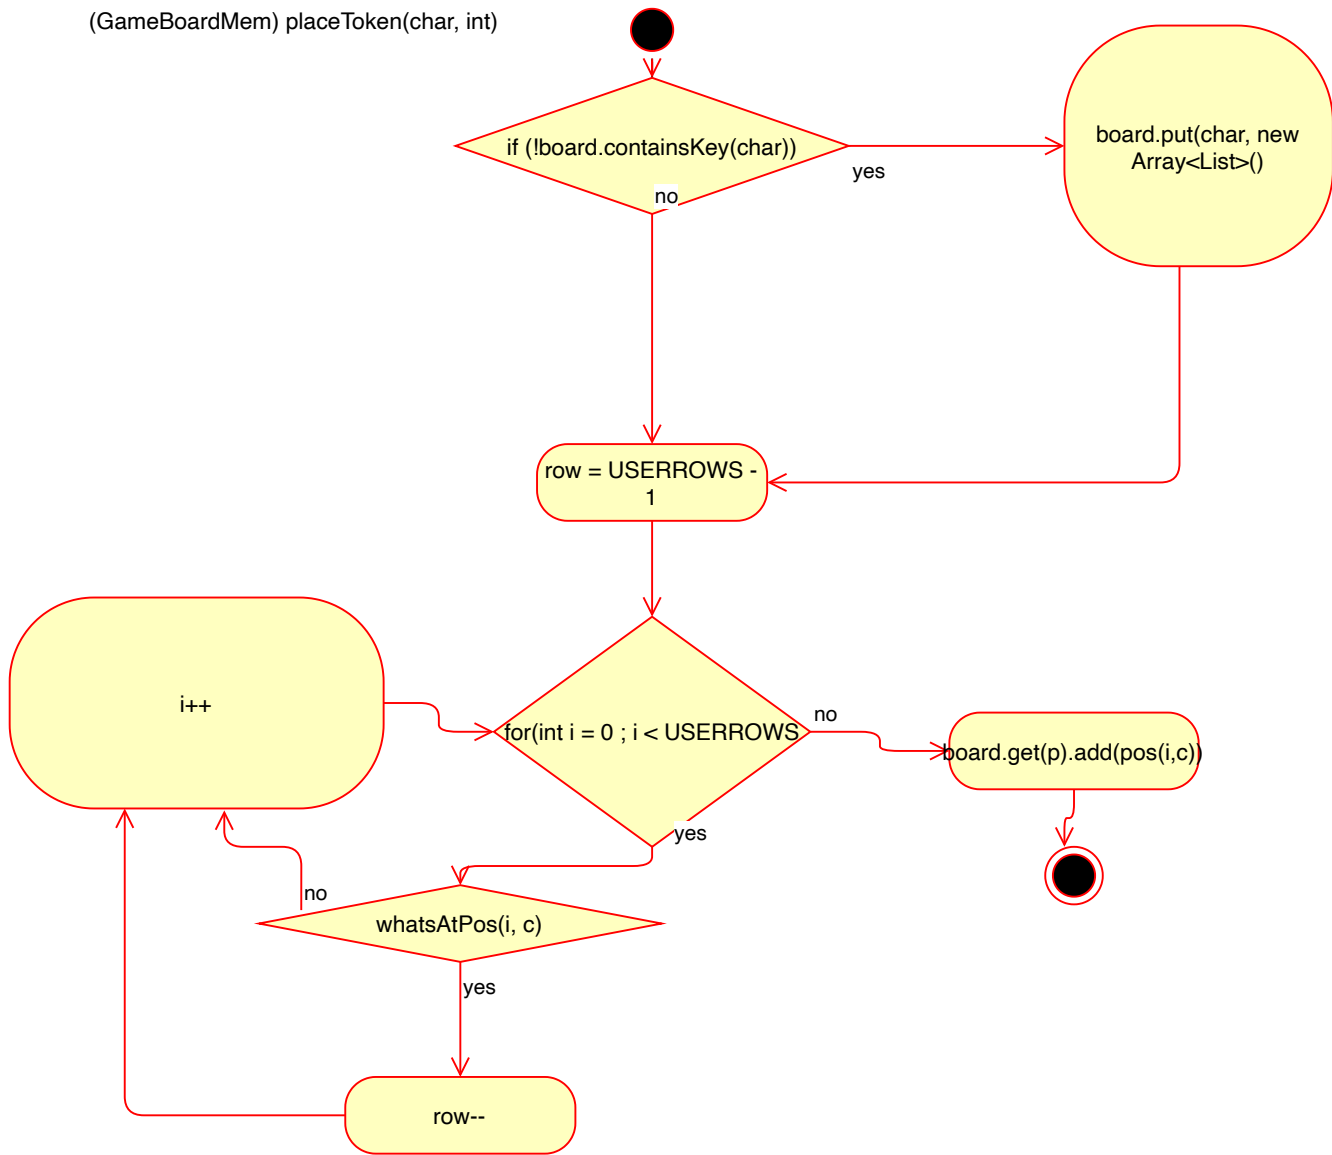 (GameBoardMem) placeToken(char, int)
if (!board.containsKey(char))
yes
no
board.put(char, new
Array<List>()
row = USERROWS -
1
i++
for(int i = 0 ; i < USERROWS
no
yes
board.get(p).add(pos(i,c))
no
whatsAtPos(i, c)
yes
row--